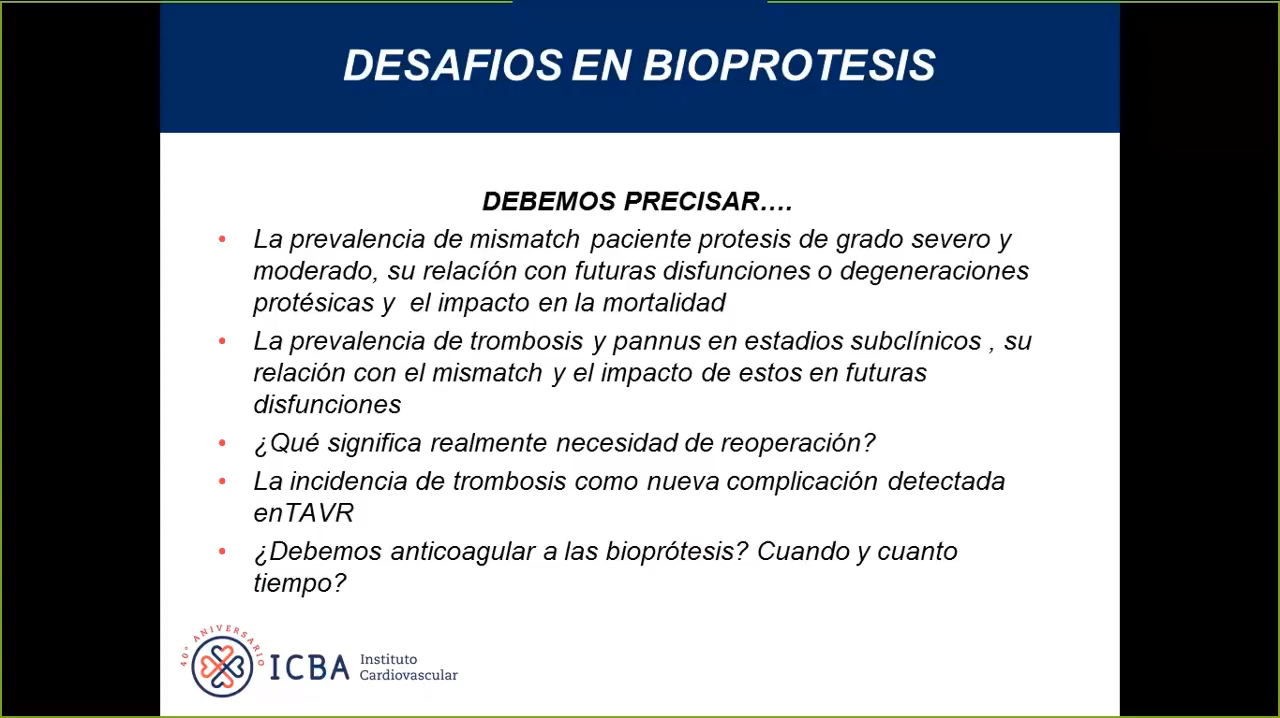 DESAFIOS EN BIOPROTESIS
DEBEMOS PRECISAR....
• La prevalencia de mismatch paciente protesis de grado severo y
moderado, su relacíón con futuras disfunciones o degeneraciones
protésicas y el impacto en la mortalidad
• La prevalencia de trombosis y pannus en estadios subclínicos , su
relación con el mismatch y el impacto de estos en futuras
disfunciones
• ¿Qué significa realmente necesidad de reoperación?
• La incidencia de trombosis como nueva complicación detectada
enTAVR
• ¿Debemos anticoagular a las bioprótesis? Cuando y cuanto
tiempo?
40° ANIVERSARIO
ICBA
Instituto
Cardiovascular